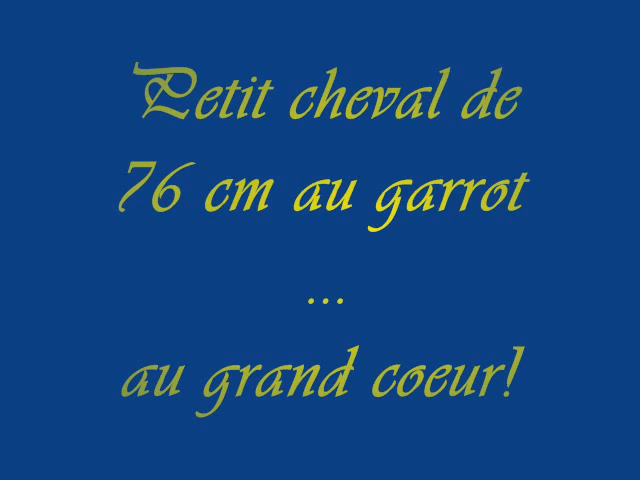 Petit cheval de
76 cm au garrot
...
au grand coeur!